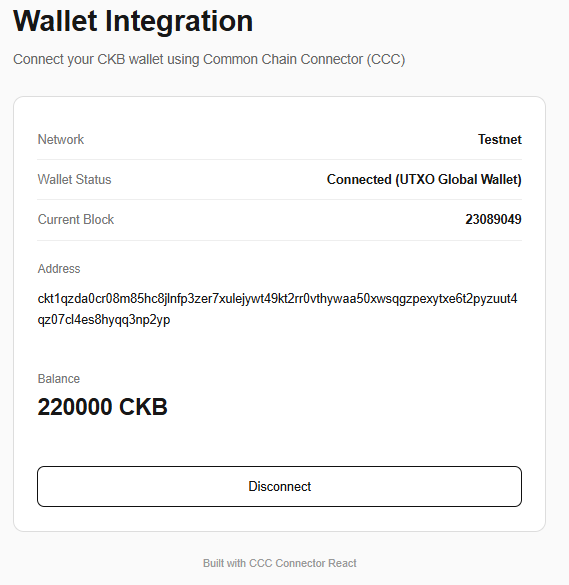 Wallet Integration
Connect your CKB wallet using Common Chain Connector (CCC)
Network Testnet
Wallet Status Connected (UTXO Global Wallet)
Current Block 23089049
Address
ckt1qzda0cr08m85hc8jlnfp3zer7xulejywt49kt2rr0vthywaa50xwsqgzpexytxe6t2pyzuut4
qz07cl4es8hyqq3np2yp
Balance
220000 CKB
Disconnect
Built with CCC Connector React